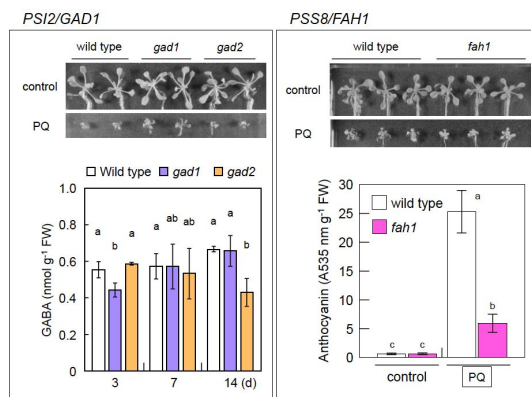 PSI2/GAD1
wild type gad1 gad2
control
PQ
Wild type gad1 gad2
GABA (nmol g-1 FW)
1.0
0.8
0.6
0.4
0.2
0
a b a
a ab ab
a a b
3 7 14 (d)
PSS8/FAH1
wild type fah1
control
PQ
wild type
fah1
Anthocyanin (A535 nm g-1 FW)
30
25
20
15
10
5
0
c c
a
b
control PQ